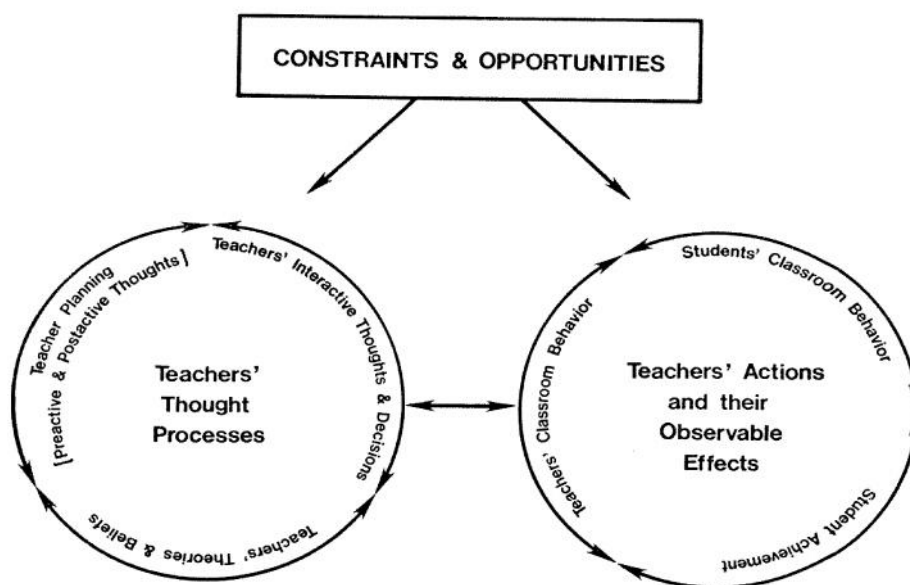 CONSTRAINTS & OPPORTUNITIES
Teacher Planning
[Preactive & Postactive Thoughts]
Teachers' Interactive Thoughts & Decisions
Teachers' Theories & Beliefs
Teachers'
Thought
Processes
Students' Classroom Behavior
Teachers' Classroom Behavior
Student Achievement
Teachers' Actions
and their
Observable
Effects